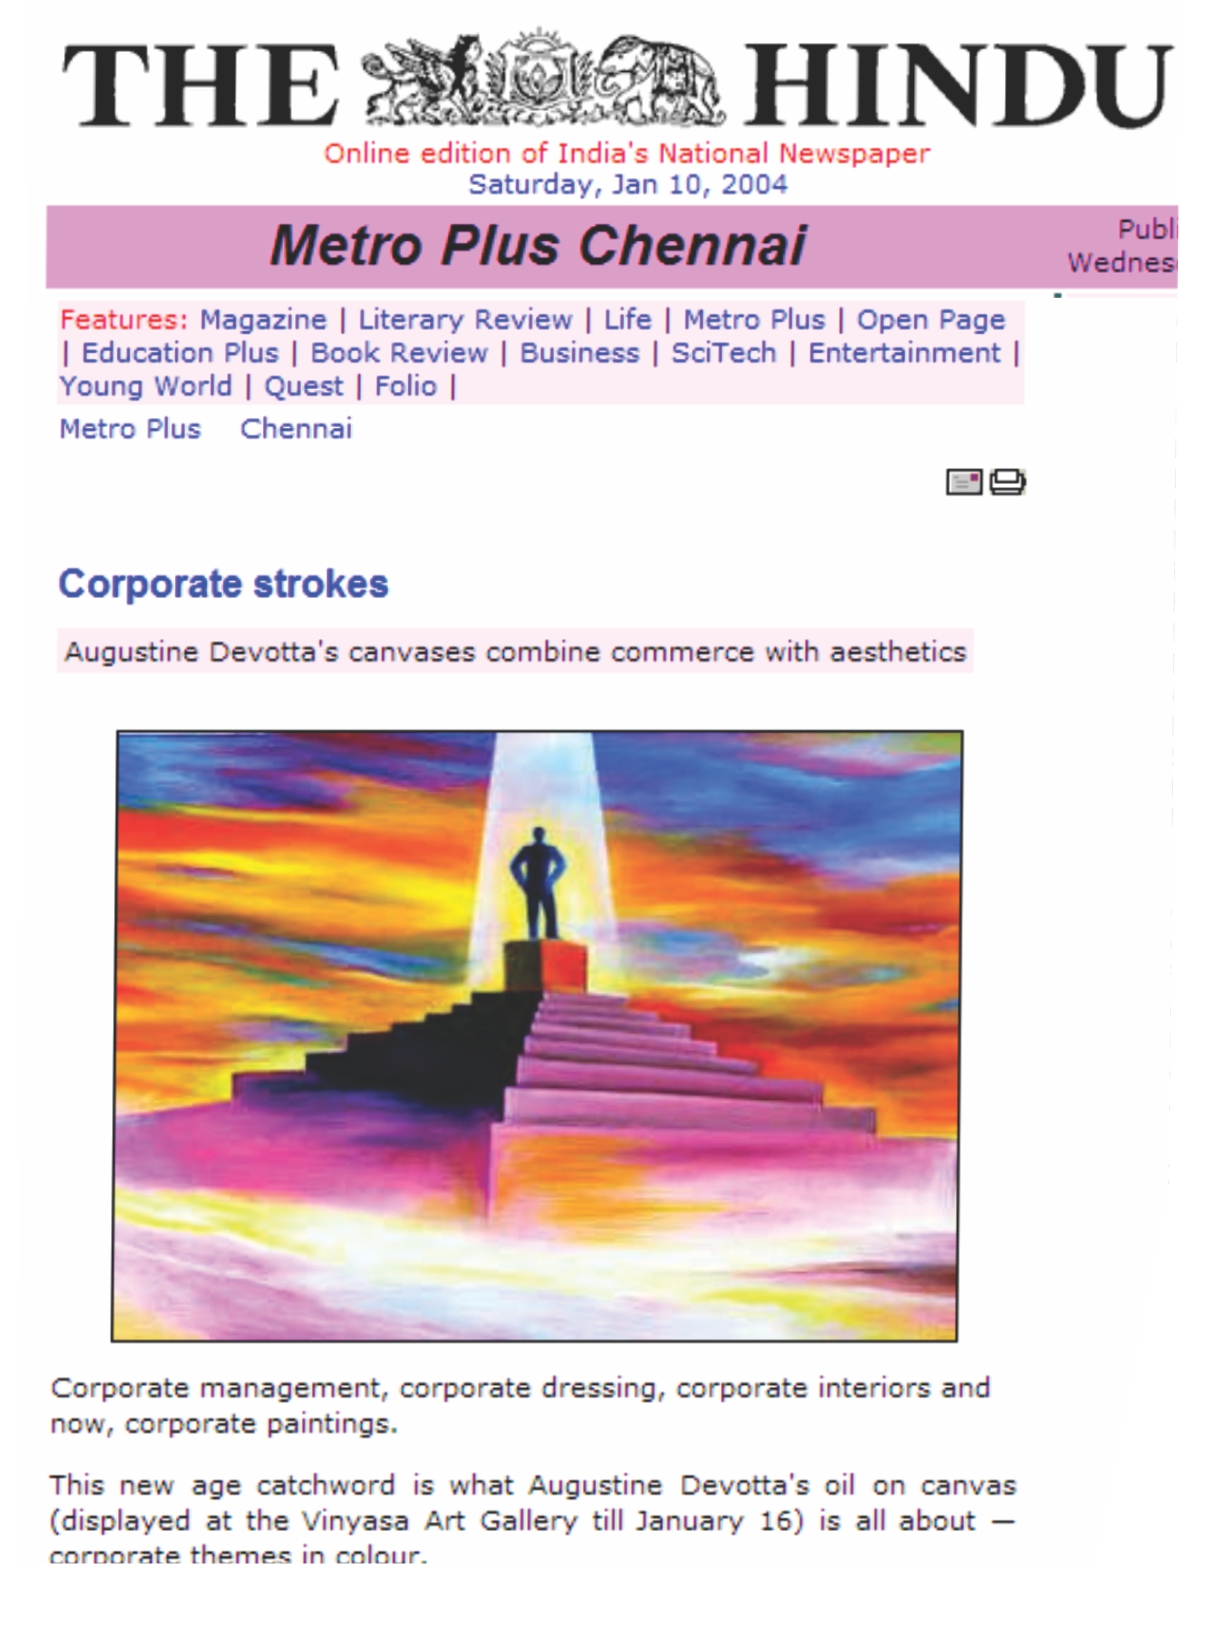 THE HINDU
Online edition of India's National Newspaper
Saturday, Jan 10, 2004
Metro Plus Chennai
Features: Magazine | Literary Review | Life | Metro Plus | Open Page
| Education Plus | Book Review | Business | SciTech | Entertainment |
Young World | Quest | Folio |
Metro Plus Chennai
Corporate strokes
Augustine Devotta's canvases combine commerce with aesthetics
Corporate management, corporate dressing, corporate interiors and
now, corporate paintings.
This new age catchword is what Augustine Devotta's oil on canvas
(displayed at the Vinyasa Art Gallery till January 16) is all about —
corporate themes in colour.